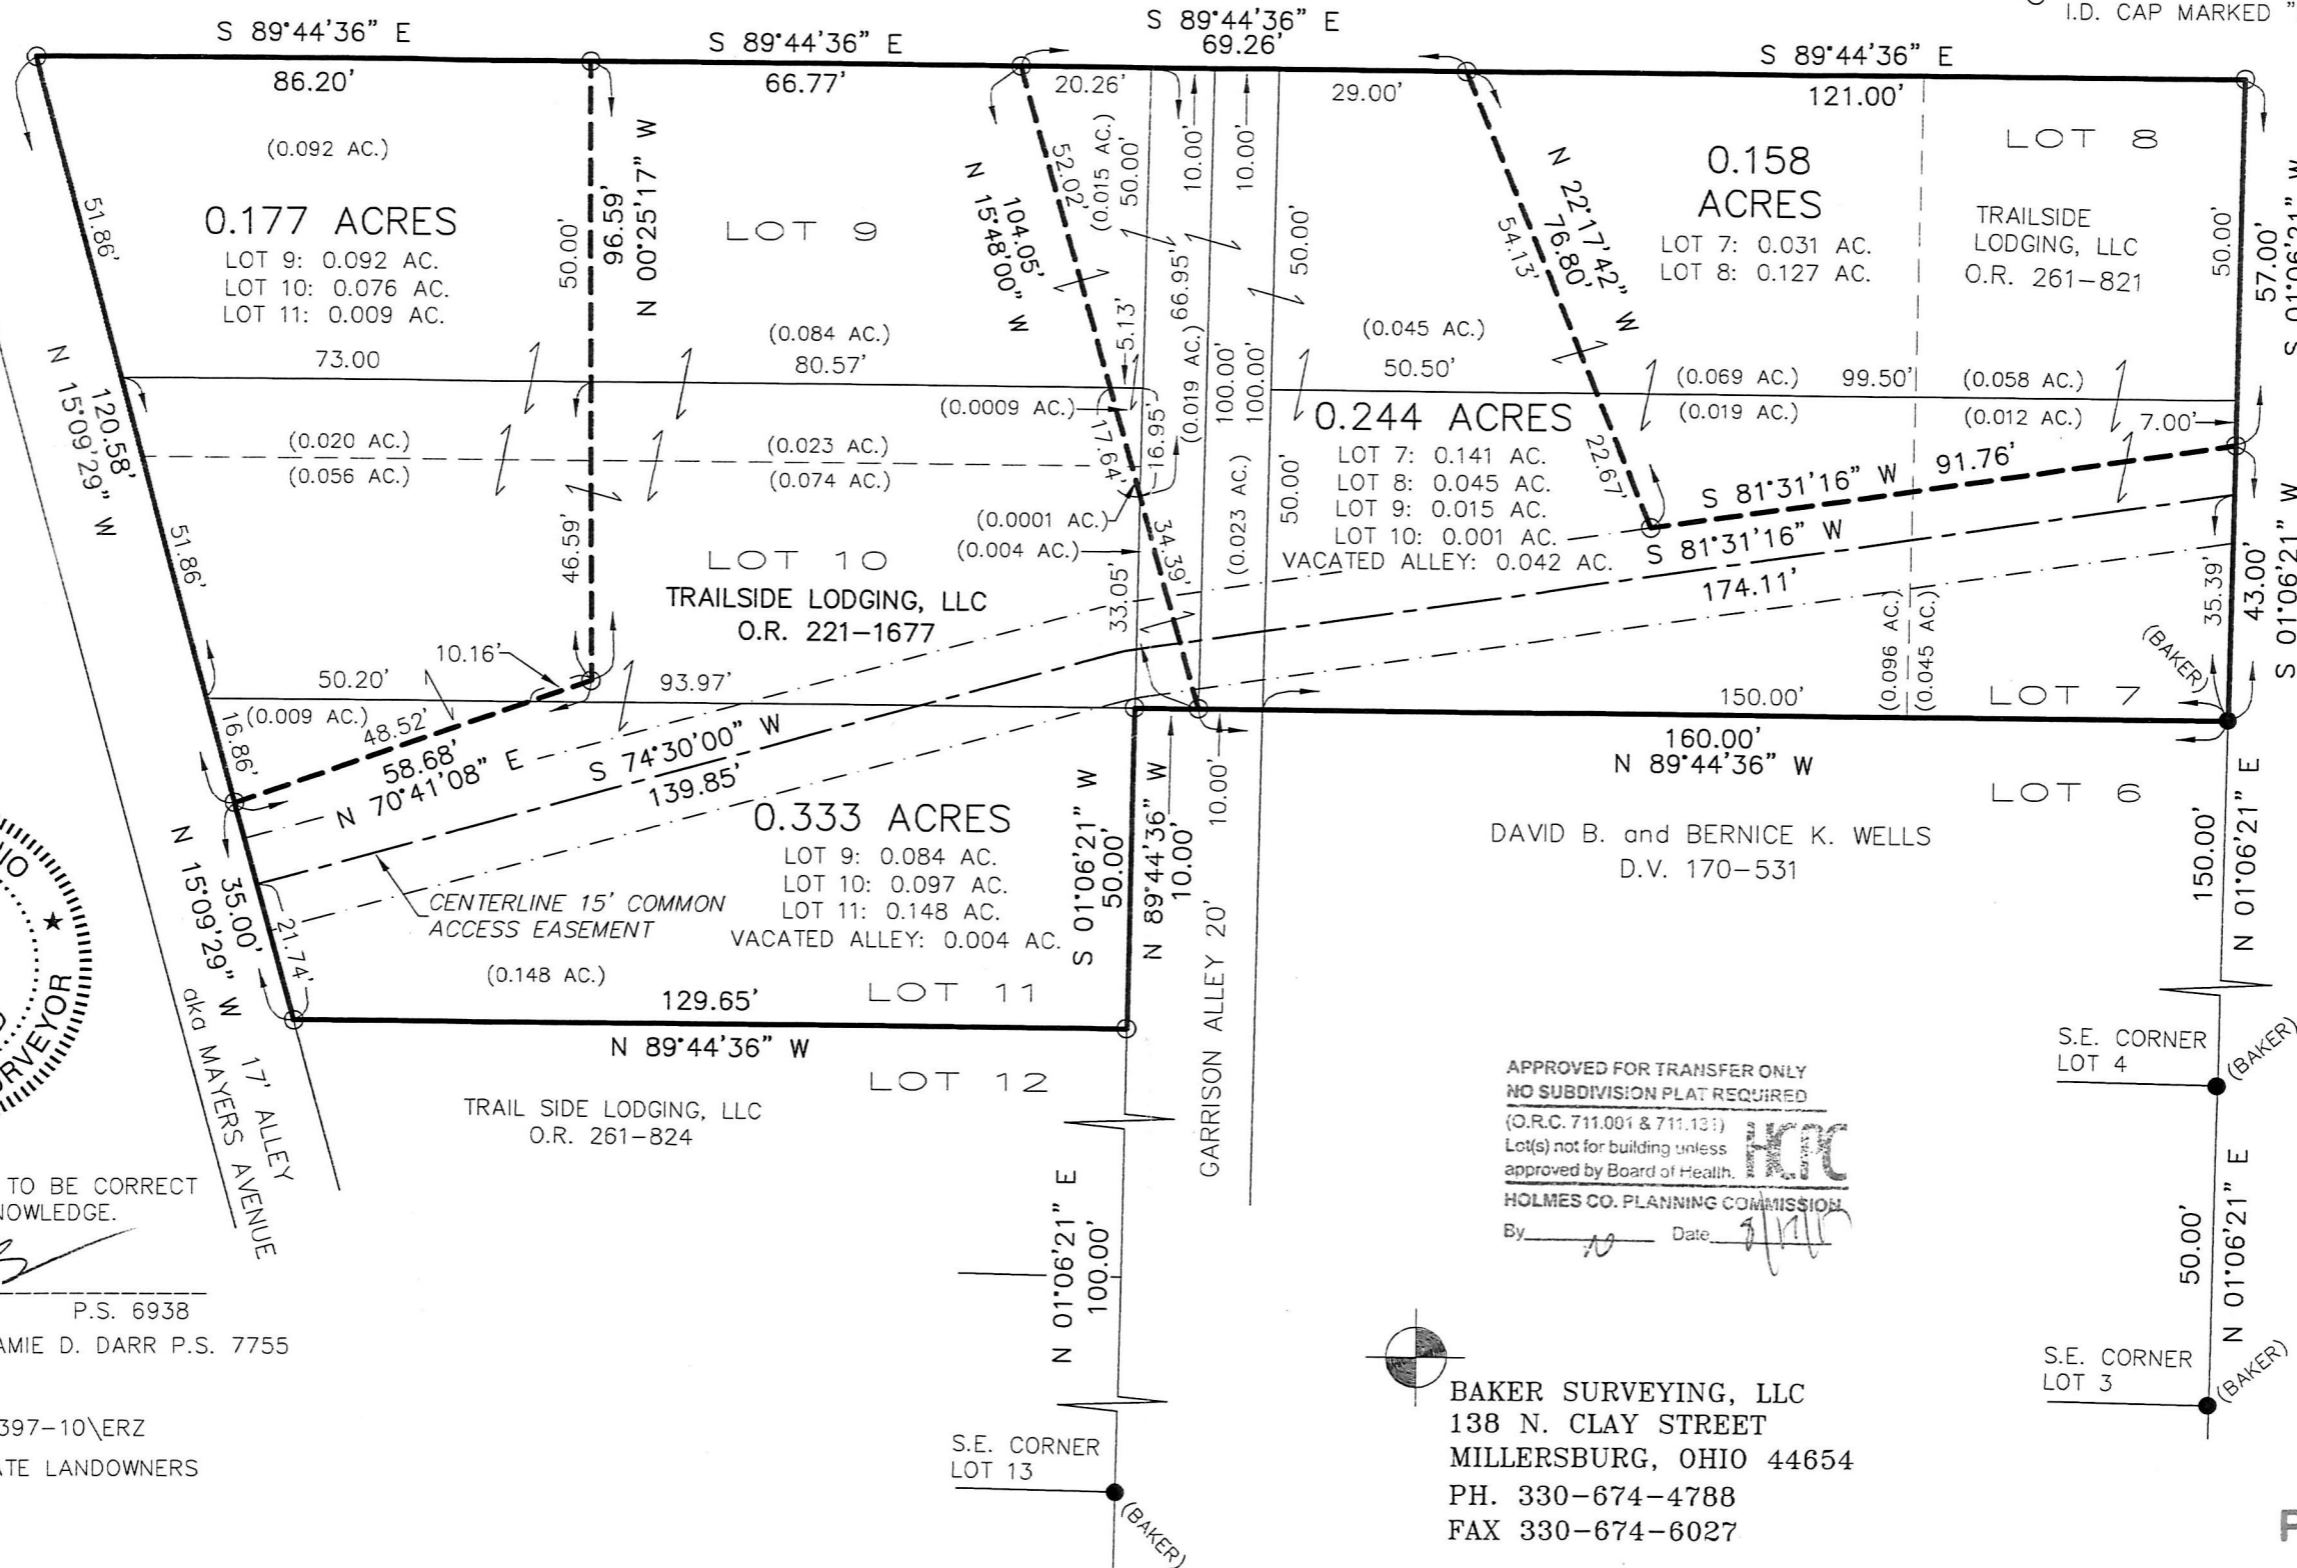 I.D. CAP MARKED "
S 89°44'36" E
86.20'
S 89°44'36" E
66.77'
S 89°44'36" E
69.26'
20.26'
29.00'
S 89°44'36" E
121.00'
(0.092 AC.)
0.177 ACRES
LOT 9: 0.092 AC.
LOT 10: 0.076 AC.
LOT 11: 0.009 AC.
51.86'
50.00'
96.59'
N 00°25'17" W
LOT 9
(0.084 AC.)
80.57'
73.00
52.02'
104.05'
N 15°48'00" W
(0.015 AC.)
50.00'
10.00'
10.00'
5.13'
66.95'
50.00'
(0.019 AC.)
100.00'
100.00'
(0.045 AC.)
50.50'
54.13'
76.80'
N 22°17'42" W
0.158
ACRES
LOT 7: 0.031 AC.
LOT 8: 0.127 AC.
LOT 8
TRAILSIDE
LODGING, LLC
O.R. 261-821
50.00'
57.00'
S 01°06'21" W
(0.069 AC.)
99.50'
(0.058 AC.)
(0.019 AC.)
(0.012 AC.)
7.00'
N 15°09'29" W
120.58'
(0.020 AC.)
(0.056 AC.)
(0.023 AC.)
(0.074 AC.)
(0.0009 AC.)
17.64'
16.95'
(0.0001 AC.)
(0.004 AC.)
34.39'
33.05'
(0.023 AC.)
50.00'
0.244 ACRES
LOT 7: 0.141 AC.
LOT 8: 0.045 AC.
LOT 9: 0.015 AC.
LOT 10: 0.001 AC.
VACATED ALLEY: 0.042 AC.
22.67'
S 81°31'16" W
91.76'
S 81°31'16" W
174.11'
35.39'
43.00'
S 01°06'21" W
51.86'
46.59'
LOT 10
TRAILSIDE LODGING, LLC
O.R. 221-1677
10.16'
50.20'
93.97'
(0.009 AC.)
16.86'
48.52'
58.68'
N 70°41'08" E
S 74°30'00" W
139.85'
(0.096 AC.)
(0.045 AC.)
(BAKER)
150.00'
LOT 7
160.00'
N 89°44'36" W
LOT 6
DAVID B. and BERNICE K. WELLS
D.V. 170-531
0.333 ACRES
LOT 9: 0.084 AC.
LOT 10: 0.097 AC.
LOT 11: 0.148 AC.
VACATED ALLEY: 0.004 AC.
CENTERLINE 15' COMMON
ACCESS EASEMENT
S 01°06'21" W
50.00'
N 89°44'36" W
10.00'
10.00'
GARRISON ALLEY 20'
N 15°09'29" W
35.00'
21.74'
(0.148 AC.)
129.65'
LOT 11
N 89°44'36" W
LOT 12
TRAIL SIDE LODGING, LLC
O.R. 261-824
17' ALLEY
aka MAYERS AVENUE
150.00'
N 01°06'21" E
S.E. CORNER
LOT 4
(BAKER)
50.00'
N 01°06'21" E
S.E. CORNER
LOT 3
(BAKER)
N 01°06'21" E
100.00'
S.E. CORNER
LOT 13
(BAKER)
APPROVED FOR TRANSFER ONLY
NO SUBDIVISION PLAT REQUIRED
(O.R.C. 711.001 & 711.131)
Lot(s) not for building unless
approved by Board of Health.
HCPC
HOLMES CO. PLANNING COMMISSION
By
Date
TO BE CORRECT
NOWLEDGE.
P.S. 6938
AMIE D. DARR P.S. 7755
397-10\ERZ
ATE LANDOWNERS
BAKER SURVEYING, LLC
138 N. CLAY STREET
MILLERSBURG, OHIO 44654
PH. 330-674-4788
FAX 330-674-6027